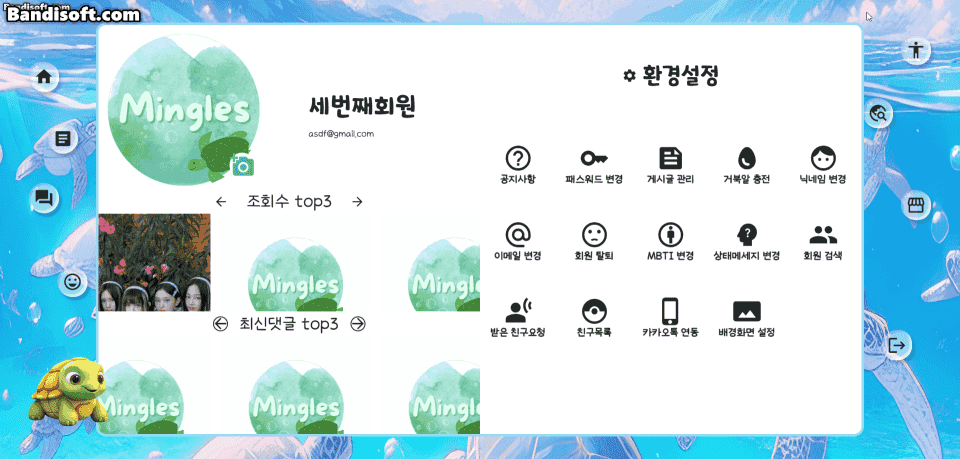 Bandisoft.com
Bandisoft.com
Mingles
세번째회원
asdf@gmail.com
← 조회수 top3 →
Mingles
Mingles
최신댓글 top3
Mingles
Mingles
Mingles
환경설정
공지사항
패스워드 변경
게시글 관리
거북알 충전
닉네임 변경
이메일 변경
회원 탈퇴
MBTI 변경
상태메세지 변경
회원 검색
받은 친구요청
친구목록
카카오톡 연동
배경화면 설정